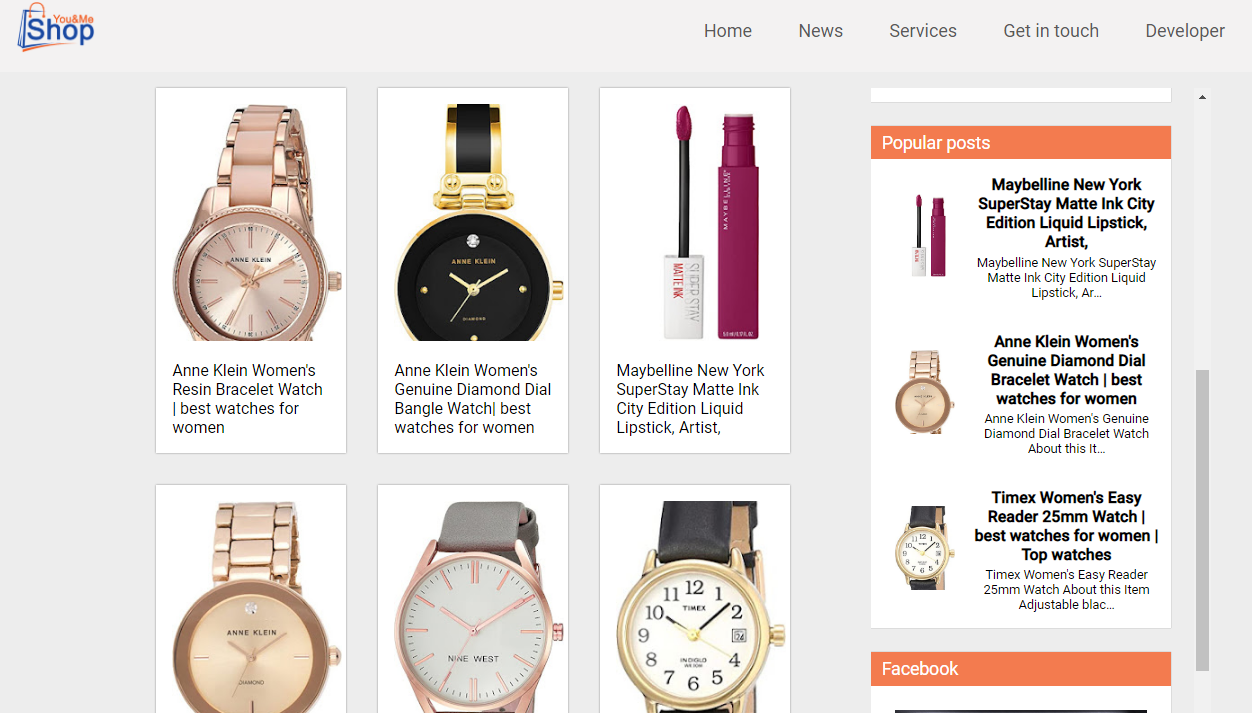 You&Me
Shop
Home
News
Services
Get in touch
Developer
ANNE KLEIN
Anne Klein Women's
Resin Bracelet Watch
| best watches for
women
ANNE KLEIN
DIAMOND
Anne Klein Women's
Genuine Diamond Dial
Bangle Watch| best
watches for women
MAYBELLINE
SUPER STAY
MATTE INK
Maybelline New York
SuperStay Matte Ink
City Edition Liquid
Lipstick, Artist,
ANNE KLEIN
DIAMOND
NINE WEST
12
1
2
3
4
5
6
7
8
9
10
11
TIMEX
24
INDIGLO
WR 30M
Popular posts
Maybelline New York
SuperStay Matte Ink City
Edition Liquid Lipstick,
Artist,
Maybelline New York SuperStay
Matte Ink City Edition Liquid
Lipstick, Ar...
Anne Klein Women's
Genuine Diamond Dial
Bracelet Watch | best
watches for women
Anne Klein Women's Genuine
Diamond Dial Bracelet Watch
About this It...
Timex Women's Easy
Reader 25mm Watch |
best watches for women |
Top watches
Timex Women's Easy Reader
25mm Watch About this Item
Adjustable blac...
Facebook